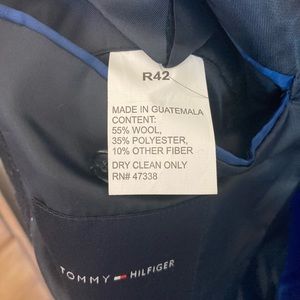 R42
MADE IN GUATEMALA
CONTENT:
55% WOOL,
35% POLYESTER,
10% OTHER FIBER
DRY CLEAN ONLY
RN# 47338
TOMMY HILFIGER